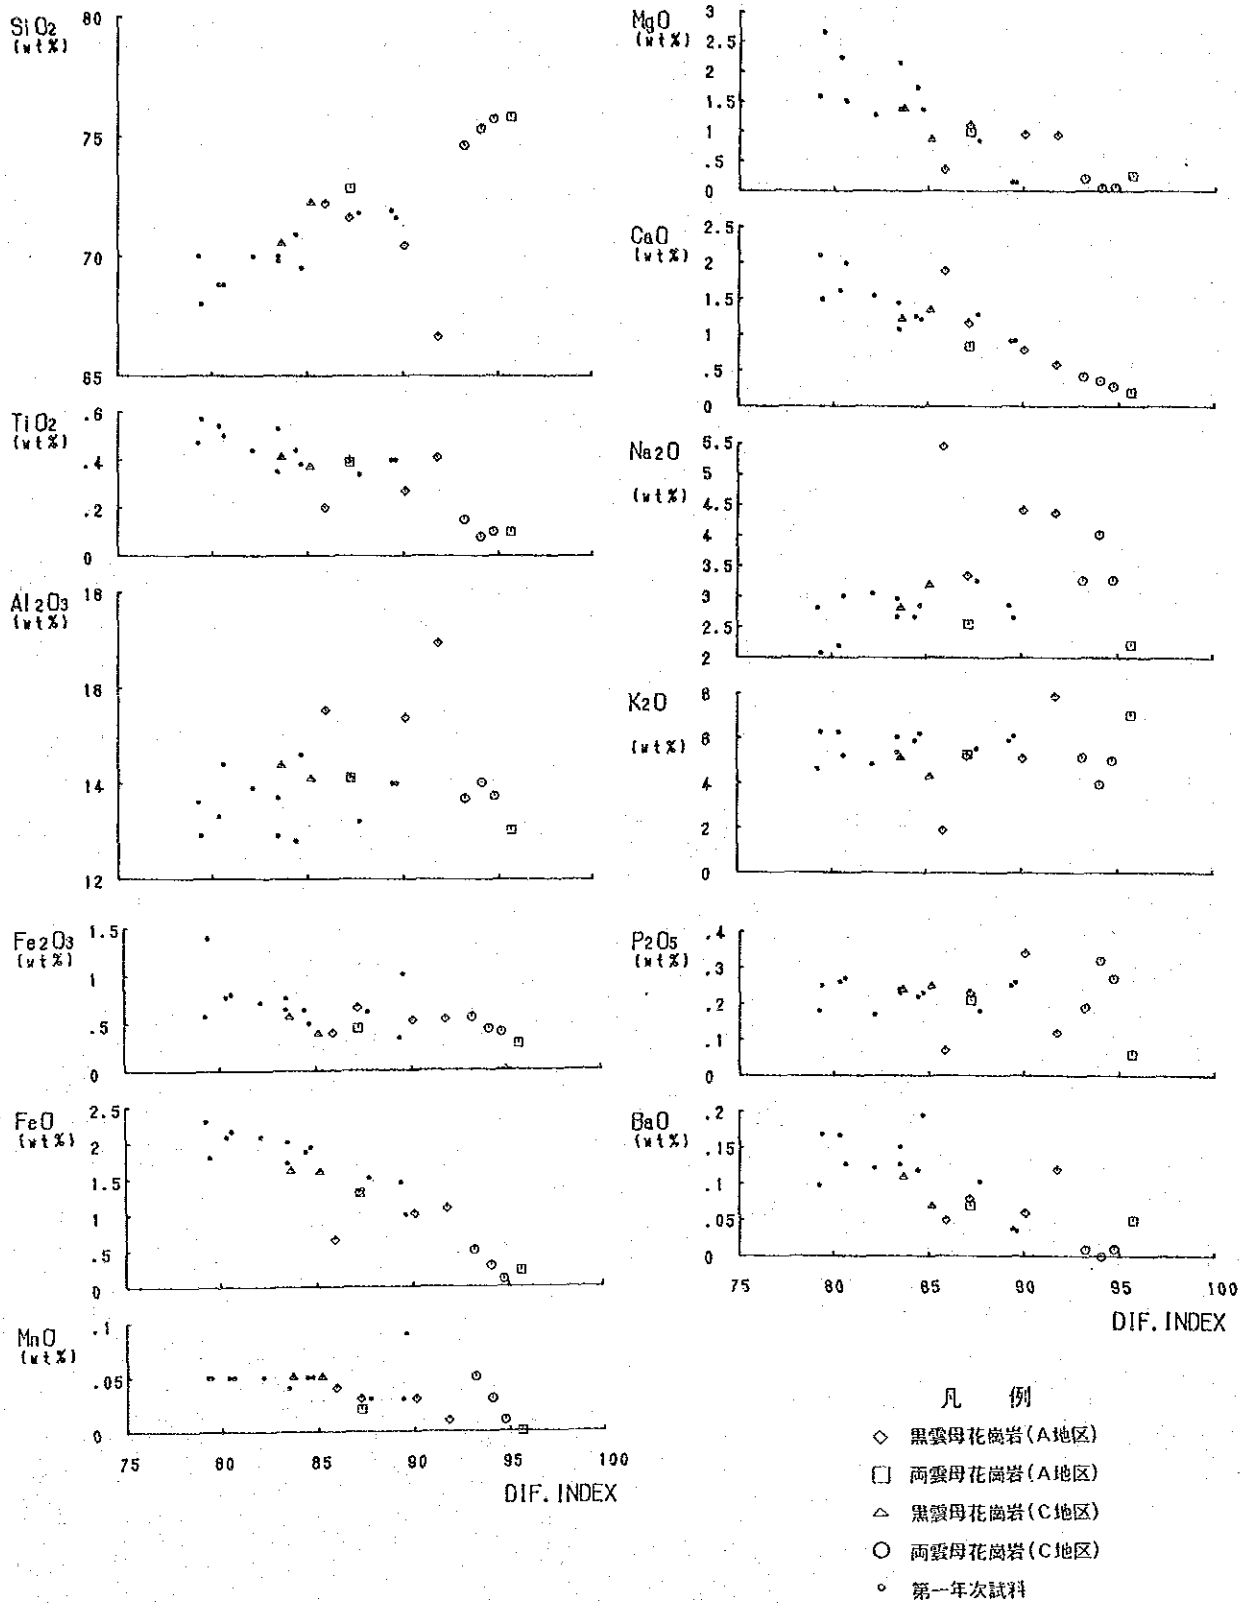 SiO2
(wt%)
80
75
70
65
TiO2
(wt%)
.6
.4
.2
0
Al2O3
(wt%)
18
16
14
12
Fe2O3
(wt%)
1.5
1
0.5
0
FeO
(wt%)
2.5
2
1.5
1
.5
0
MnO
(wt%)
.1
.05
0
75 80 85 90 95 100
DIF. INDEX
MgO
(wt%)
3
2.5
2
1.5
1
.5
0
CaO
(wt%)
2.5
2
1.5
1
.5
0
Na2O
(wt%)
5.5
5
4.5
4
3.5
3
2.5
2
K2O
(wt%)
8
6
4
2
0
P2O5
(wt%)
.4
.3
.2
.1
0
BaO
(wt%)
.2
.15
.1
.05
0
75 80 85 90 95 100
DIF. INDEX
凡 例
黒雲母花崗岩(A地区)
両雲母花崗岩(A地区)
黒雲母花崗岩(C地区)
両雲母花崗岩(C地区)
第一年次試料